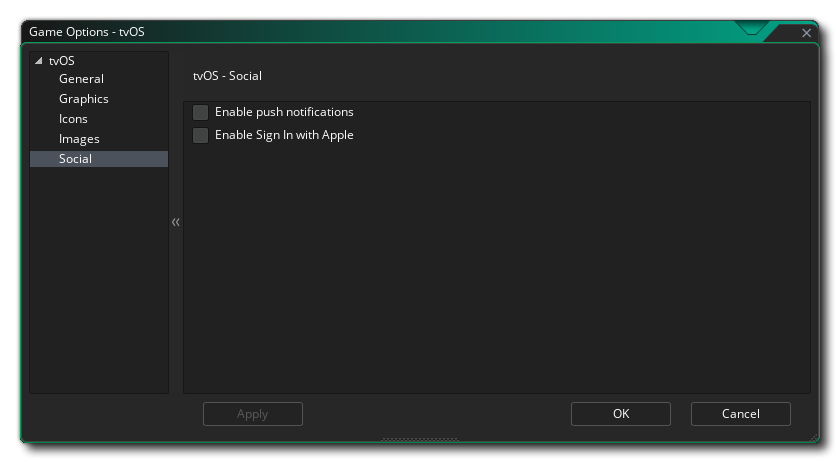 Game Options - tvOS
tvOS
General
Graphics
Icons
Images
Social
tvOS - Social
Enable push notifications
Enable Sign In with Apple
Apply
OK
Cancel